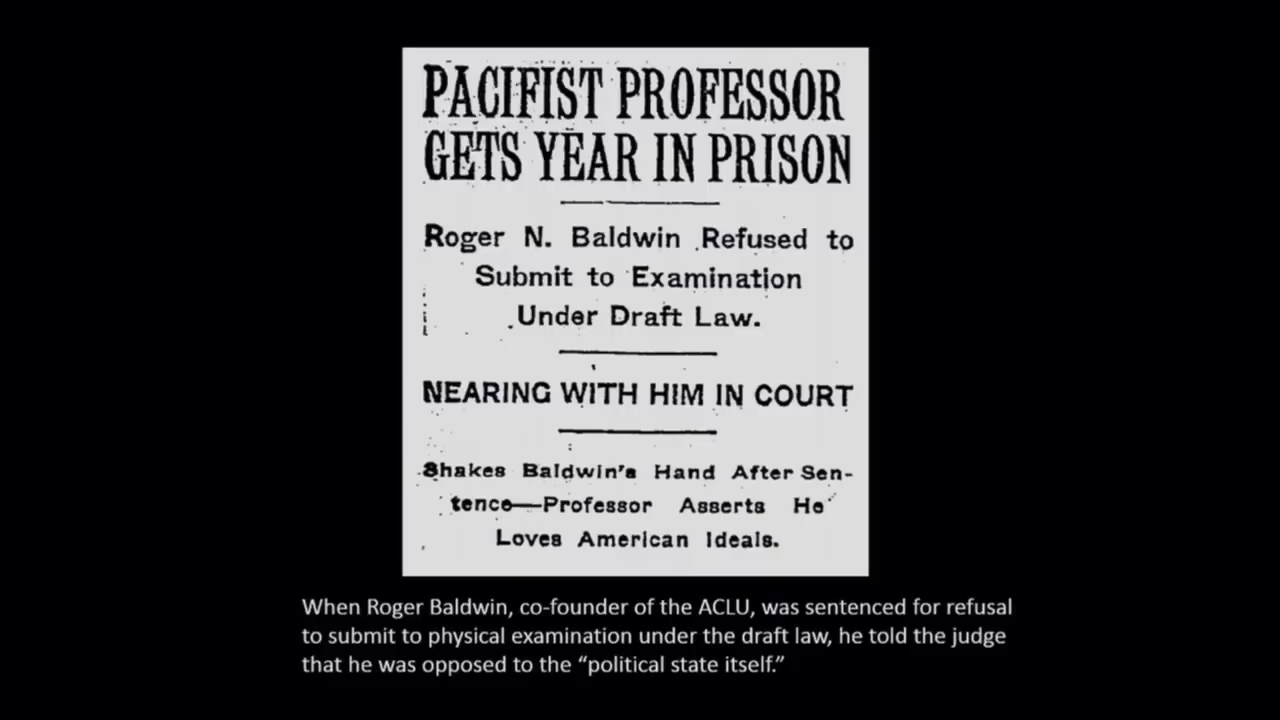 PACIFIST PROFESSOR
GETS YEAR IN PRISON
Roger N. Baldwin Refused to
Submit to Examination
Under Draft Law.
NEARING WITH HIM IN COURT
Shakes Baldwin's Hand After Sen-
tence—Professor Asserts He
Loves American Ideals.
When Roger Baldwin, co-founder of the ACLU, was sentenced for refusal
to submit to physical examination under the draft law, he told the judge
that he was opposed to the “political state itself.”